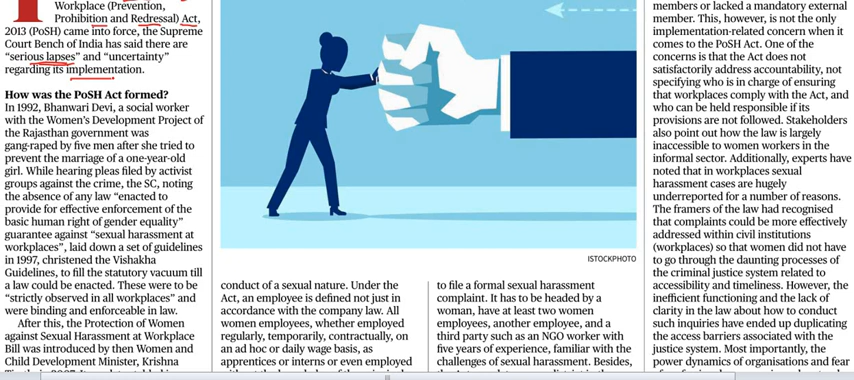 Workplace (Prevention,
Prohibition and Redressal) Act,
2013 (PoSH) came into force, the Supreme
Court Bench of India has said there are
“serious lapses” and “uncertainty”
regarding its implementation.
How was the PoSH Act formed?
In 1992, Bhanwari Devi, a social worker
with the Women’s Development Project of
the Rajasthan government was
gang-raped by five men after she tried to
prevent the marriage of a one-year-old
girl. While hearing pleas filed by activist
groups against the crime, the SC, noting
the absence of any law “enacted to
provide for effective enforcement of the
basic human right of gender equality”
guarantee against “sexual harassment at
workplaces”, laid down a set of guidelines
in 1997, christened the Vishakha
Guidelines, to fill the statutory vacuum till
a law could be enacted. These were to be
“strictly observed in all workplaces” and
were binding and enforceable in law.
After this, the Protection of Women
against Sexual Harassment at Workplace
Bill was introduced by then Women and
Child Development Minister, Krishna
ISTOCKPHOTO
conduct of a sexual nature. Under the
Act, an employee is defined not just in
accordance with the company law. All
women employees, whether employed
regularly, temporarily, contractually, on
an ad hoc or daily wage basis, as
apprentices or interns or even employed
to file a formal sexual harassment
complaint. It has to be headed by a
woman, have at least two women
employees, another employee, and a
third party such as an NGO worker with
five years of experience, familiar with the
challenges of sexual harassment. Besides,
members or lacked a mandatory external
member. This, however, is not the only
implementation-related concern when it
comes to the PoSH Act. One of the
concerns is that the Act does not
satisfactorily address accountability, not
specifying who is in charge of ensuring
that workplaces comply with the Act, and
who can be held responsible if its
provisions are not followed. Stakeholders
also point out how the law is largely
inaccessible to women workers in the
informal sector. Additionally, experts have
noted that in workplaces sexual
harassment cases are hugely
underreported for a number of reasons.
The framers of the law had recognised
that complaints could be more effectively
addressed within civil institutions
(workplaces) so that women did not have
to go through the daunting processes of
the criminal justice system related to
accessibility and timeliness. However, the
inefficient functioning and the lack of
clarity in the law about how to conduct
such inquiries have ended up duplicating
the access barriers associated with the
justice system. Most importantly, the
power dynamics of organisations and fear